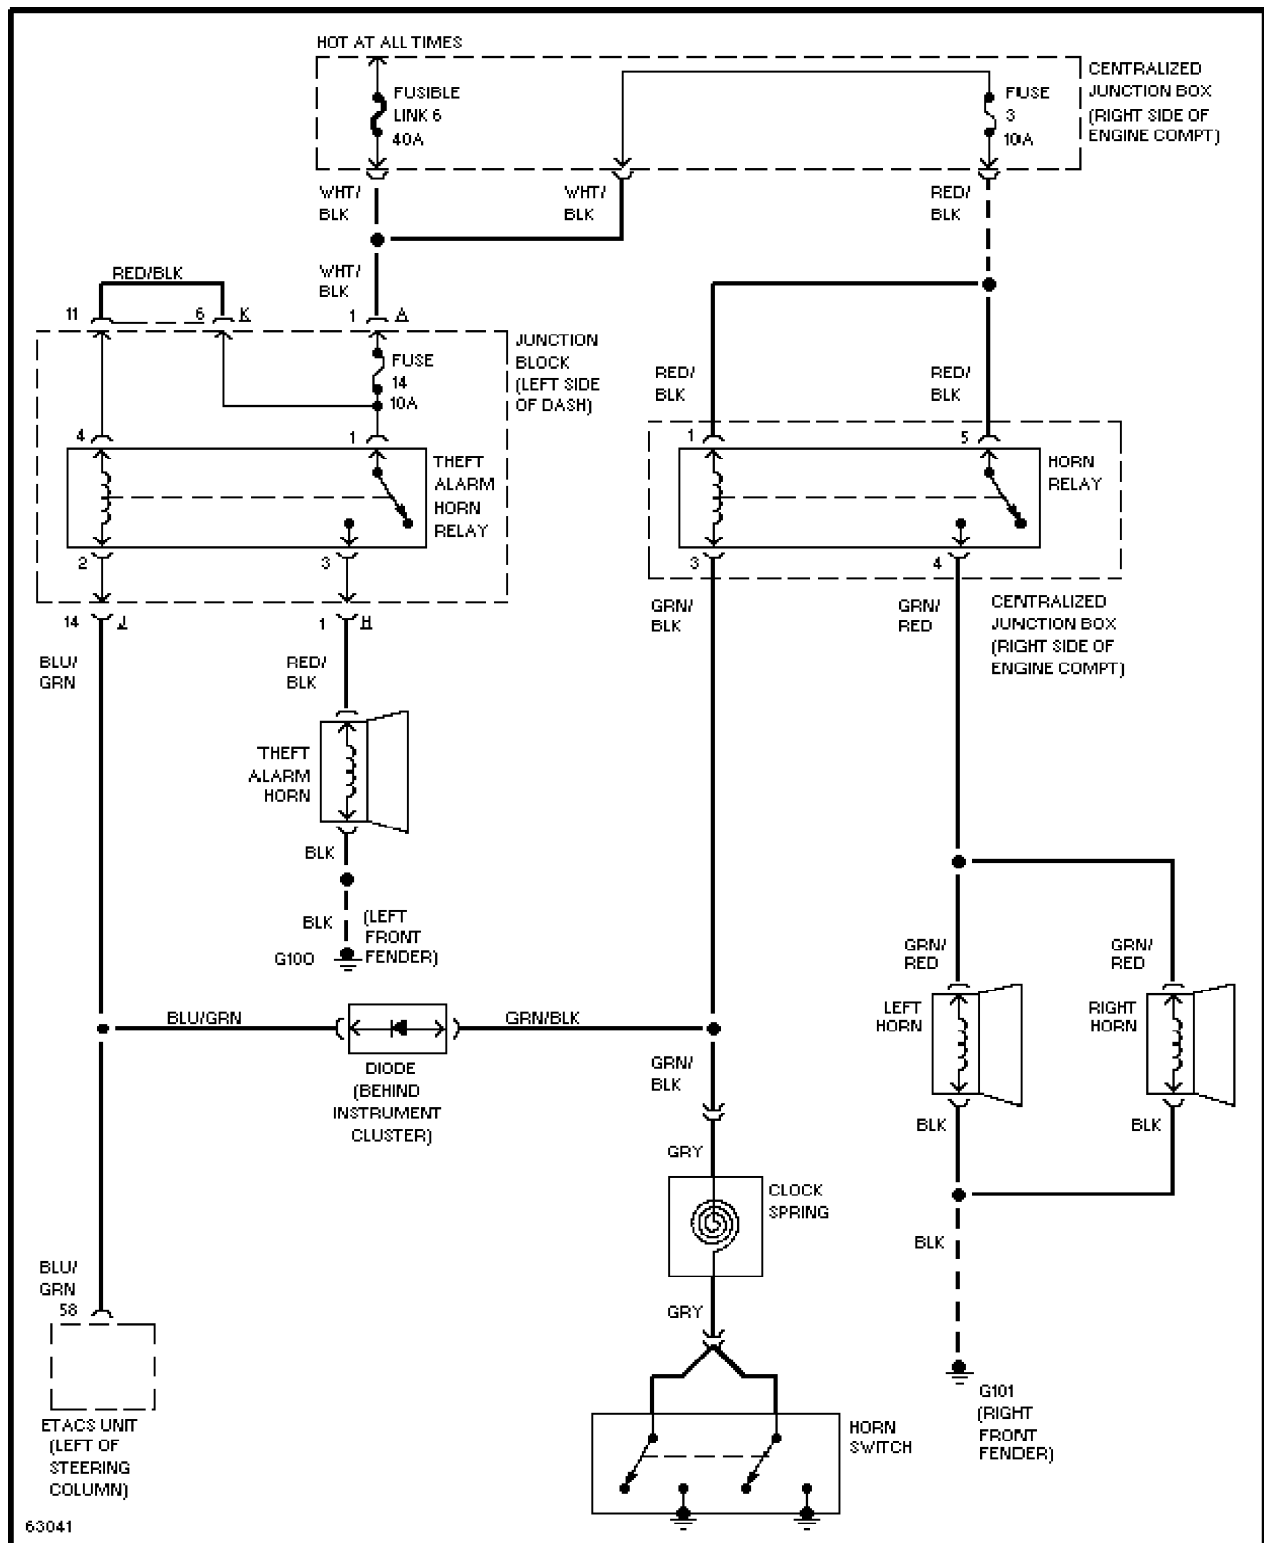 HOT AT ALL TIMES
FUSIBLE
LINK 6
40A
FUSE
3
10A
CENTRALIZED
JUNCTION BOX
(RIGHT SIDE OF
ENGINE COMPT)
WHT/
BLK
WHT/
BLK
RED/
BLK
RED/BLK
WHT/
BLK
11
6 K
1 A
FUSE
14
10A
JUNCTION
BLOCK
(LEFT SIDE
OF DASH)
RED/
BLK
RED/
BLK
4
1
1
5
THEFT
ALARM
HORN
RELAY
HORN
RELAY
2
3
3
4
14 J
1 H
GRN/
BLK
GRN/
RED
CENTRALIZED
JUNCTION BOX
(RIGHT SIDE OF
ENGINE COMPT)
BLU/
GRN
RED/
BLK
THEFT
ALARM
HORN
BLK
BLK
(LEFT
FRONT
FENDER)
G100
GRN/
RED
GRN/
RED
LEFT
HORN
RIGHT
HORN
BLU/GRN
GRN/BLK
DIODE
(BEHIND
INSTRUMENT
CLUSTER)
GRN/
BLK
BLK
BLK
GRY
CLOCK
SPRING
BLK
BLU/
GRN
58
GRY
ETACS UNIT
(LEFT OF
STEERING
COLUMN)
HORN
SWITCH
G101
(RIGHT
FRONT
FENDER)
63041